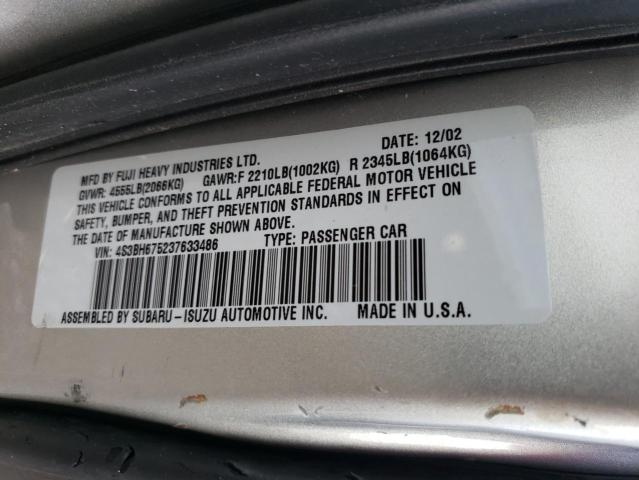 MFD BY FUJI HEAVY INDUSTRIES LTD. DATE: 12/02
GVWR: 4555LB(2066KG) GAWR:F 2210LB(1002KG) R 2345LB(1064KG)
THIS VEHICLE CONFORMS TO ALL APPLICABLE FEDERAL MOTOR VEHICLE
SAFETY, BUMPER, AND THEFT PREVENTION STANDARDS IN EFFECT ON
THE DATE OF MANUFACTURE SHOWN ABOVE.
VIN: 4S3BH675237633486 TYPE: PASSENGER CAR
ASSEMBLED BY SUBARU-ISUZU AUTOMOTIVE INC. MADE IN U.S.A.